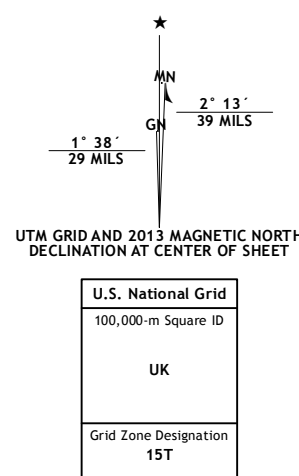 MN
2° 13´
39 MILS
GN
1° 38´
29 MILS
UTM GRID AND 2013 MAGNETIC NORTH
DECLINATION AT CENTER OF SHEET
U.S. National Grid
100,000-m Square ID
UK
Grid Zone Designation
15T